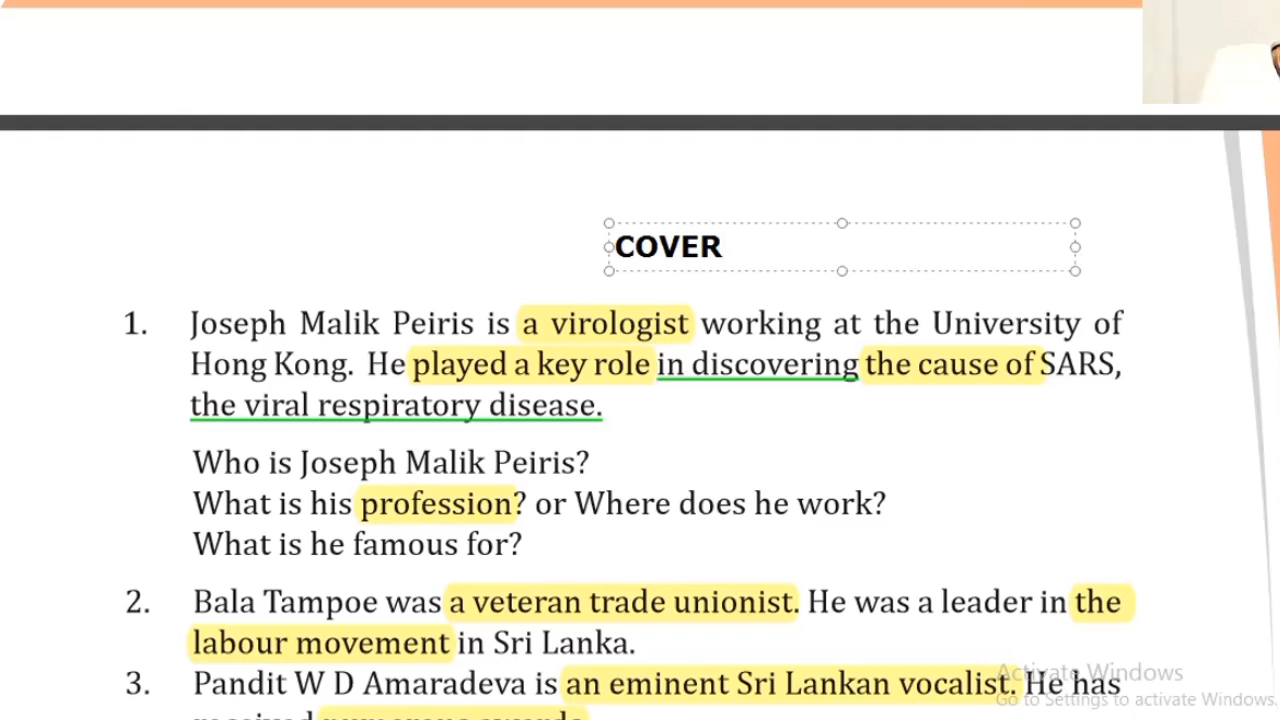 COVER
1. Joseph Malik Peiris is a virologist working at the University of
Hong Kong. He played a key role in discovering the cause of SARS,
the viral respiratory disease.
Who is Joseph Malik Peiris?
What is his profession? or Where does he work?
What is he famous for?
2. Bala Tampoe was a veteran trade unionist. He was a leader in the
labour movement in Sri Lanka.
3. Pandit W D Amaradeva is an eminent Sri Lankan vocalist. He has
received numerous awards.
Activate Windows
Go to Settings to activate Windows.